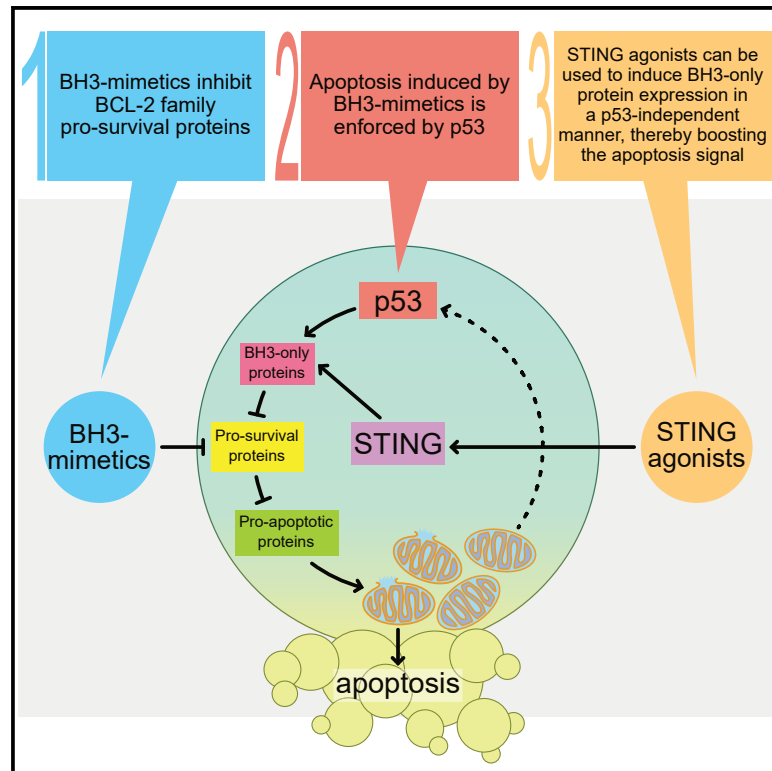 1
BH3-mimetics inhibit
BCL-2 family
pro-survival proteins
2
Apoptosis induced by
BH3-mimetics is
enforced by p53
3
STING agonists can be
used to induce BH3-only
protein expression in
a p53-independent
manner, thereby boosting
the apoptosis signal
p53
BH3-only
proteins
BH3-
mimetics
Pro-survival
proteins
STING
STING
agonists
Pro-apoptotic
proteins
apoptosis